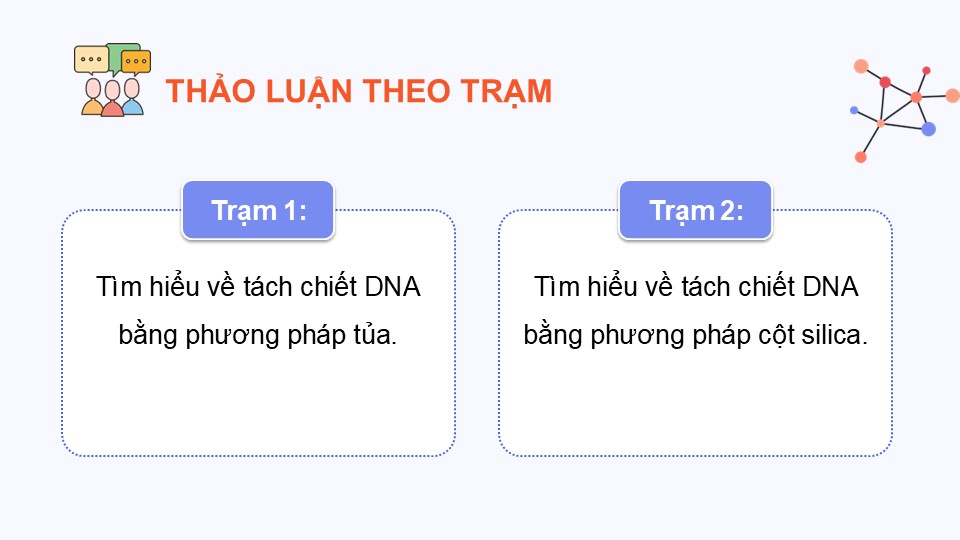 THẢO LUẬN THEO TRẠM
Trạm 1:
Tìm hiểu về tách chiết DNA
bằng phương pháp tủa.
Trạm 2:
Tìm hiểu về tách chiết DNA
bằng phương pháp cột silica.